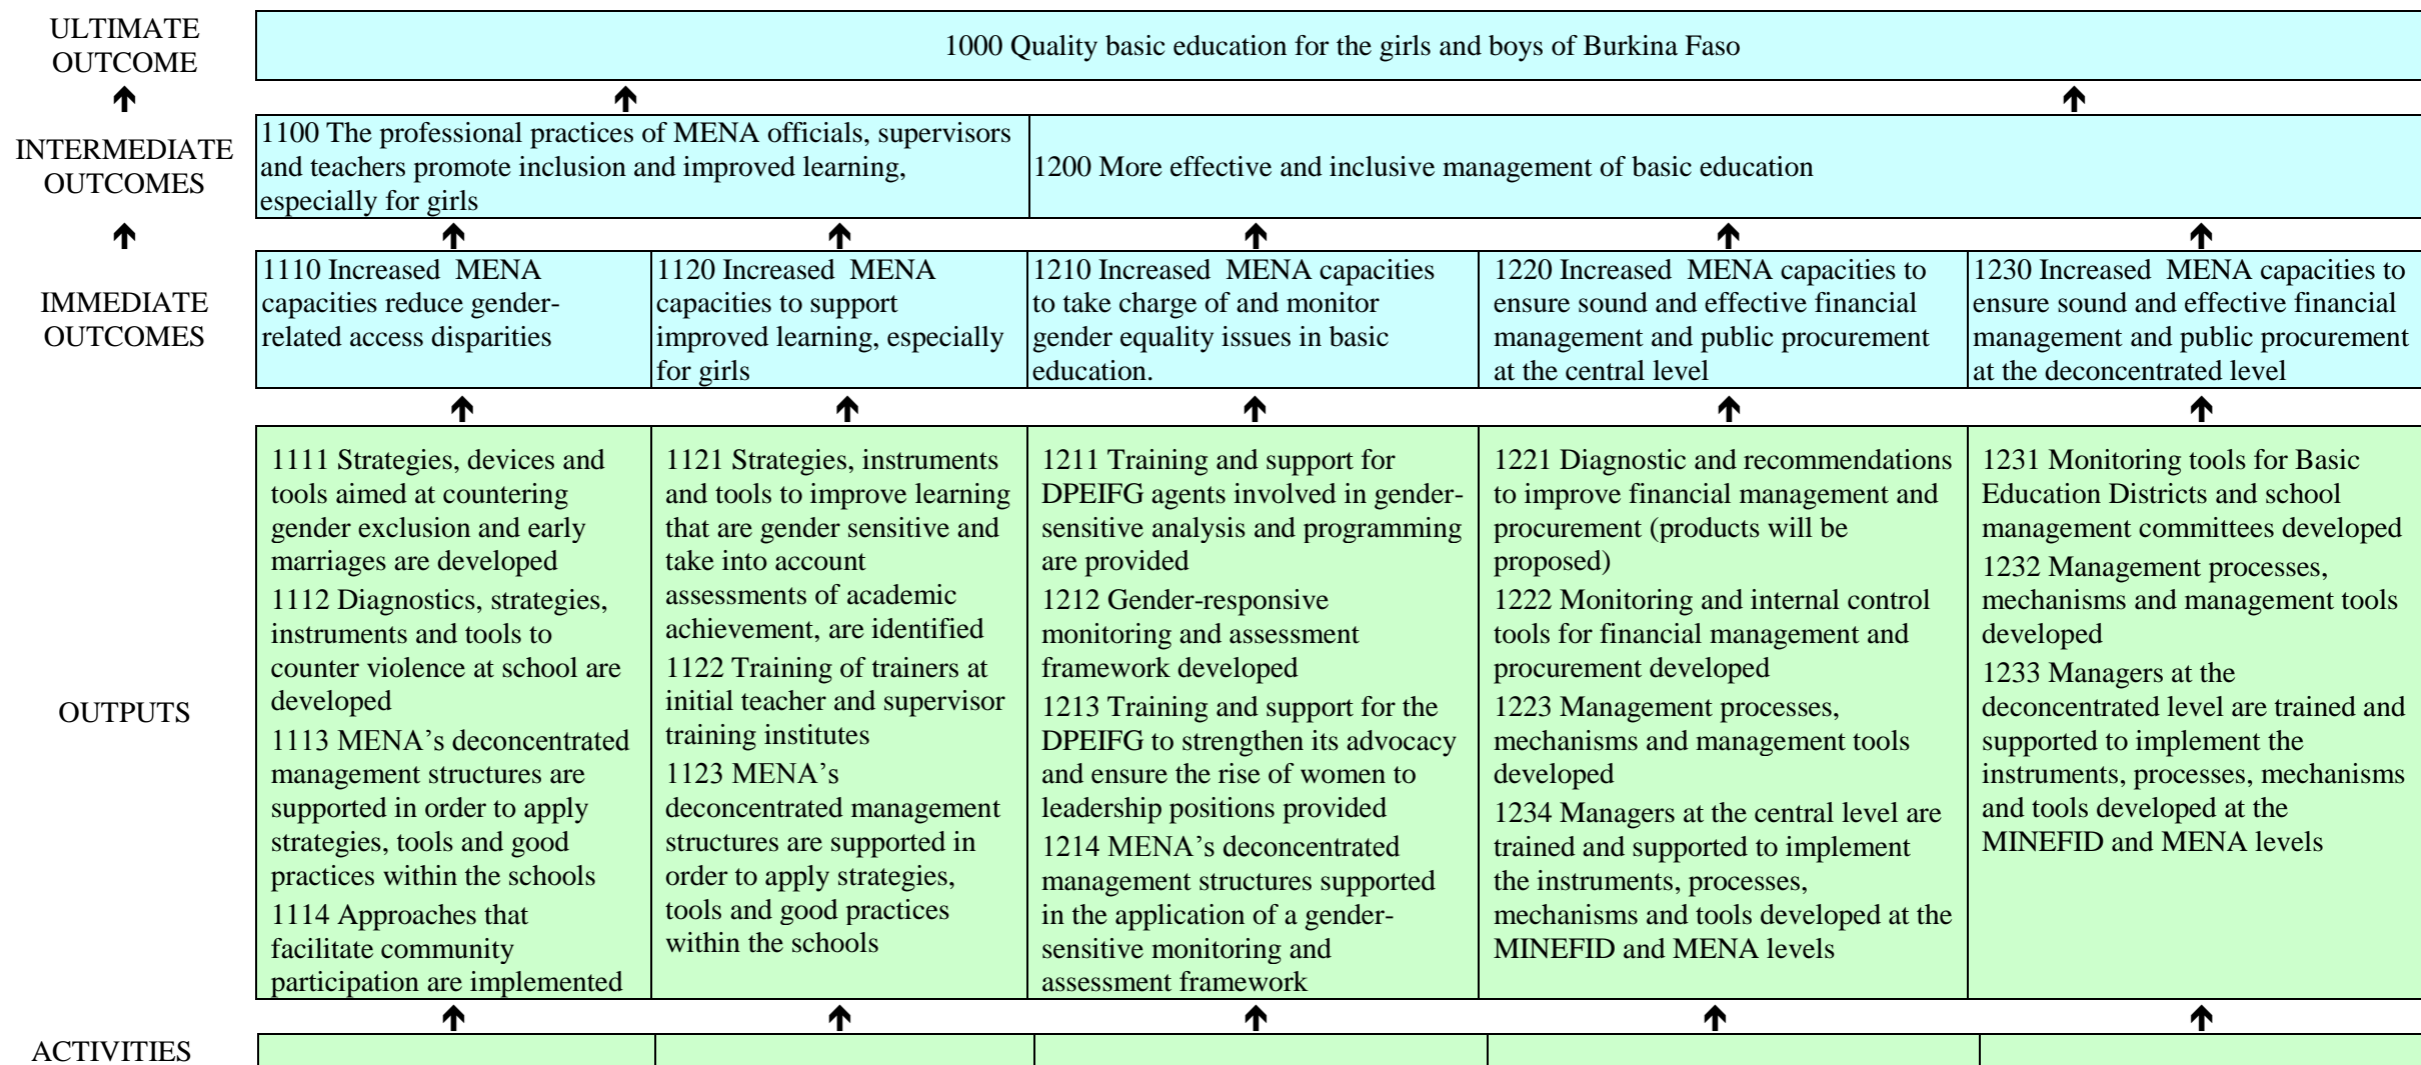 ULTIMATE
OUTCOME
1000 Quality basic education for the girls and boys of Burkina Faso
INTERMEDIATE
OUTCOMES
1100 The professional practices of MENA officials, supervisors
and teachers promote inclusion and improved learning,
especially for girls
1200 More effective and inclusive management of basic education
IMMEDIATE
OUTCOMES
1110 Increased MENA
capacities reduce gender-
related access disparities
1120 Increased MENA
capacities to support
improved learning, especially
for girls
1210 Increased MENA capacities
to take charge of and monitor
gender equality issues in basic
education.
1220 Increased MENA capacities to
ensure sound and effective financial
management and public procurement
at the central level
1230 Increased MENA capacities to
ensure sound and effective financial
management and public procurement
at the deconcentrated level
OUTPUTS
1111 Strategies, devices and
tools aimed at countering
gender exclusion and early
marriages are developed
1112 Diagnostics, strategies,
instruments and tools to
counter violence at school are
developed
1113 MENA’s deconcentrated
management structures are
supported in order to apply
strategies, tools and good
practices within the schools
1114 Approaches that
facilitate community
participation are implemented
1121 Strategies, instruments
and tools to improve learning
that are gender sensitive and
take into account
assessments of academic
achievement, are identified
1122 Training of trainers at
initial teacher and supervisor
training institutes
1123 MENA’s
deconcentrated management
structures are supported in
order to apply strategies,
tools and good practices
within the schools
1211 Training and support for
DPEIFG agents involved in gender-
sensitive analysis and programming
are provided
1212 Gender-responsive
monitoring and assessment
framework developed
1213 Training and support for the
DPEIFG to strengthen its advocacy
and ensure the rise of women to
leadership positions provided
1214 MENA’s deconcentrated
management structures supported
in the application of a gender-
sensitive monitoring and
assessment framework
1221 Diagnostic and recommendations
to improve financial management and
procurement (products will be
proposed)
1222 Monitoring and internal control
tools for financial management and
procurement developed
1223 Management processes,
mechanisms and management tools
developed
1234 Managers at the central level are
trained and supported to implement
the instruments, processes,
mechanisms and tools developed at the
MINEFID and MENA levels
1231 Monitoring tools for Basic
Education Districts and school
management committees developed
1232 Management processes,
mechanisms and management tools
developed
1233 Managers at the
deconcentrated level are trained and
supported to implement the
instruments, processes, mechanisms
and tools developed at the
MINEFID and MENA levels
ACTIVITIES